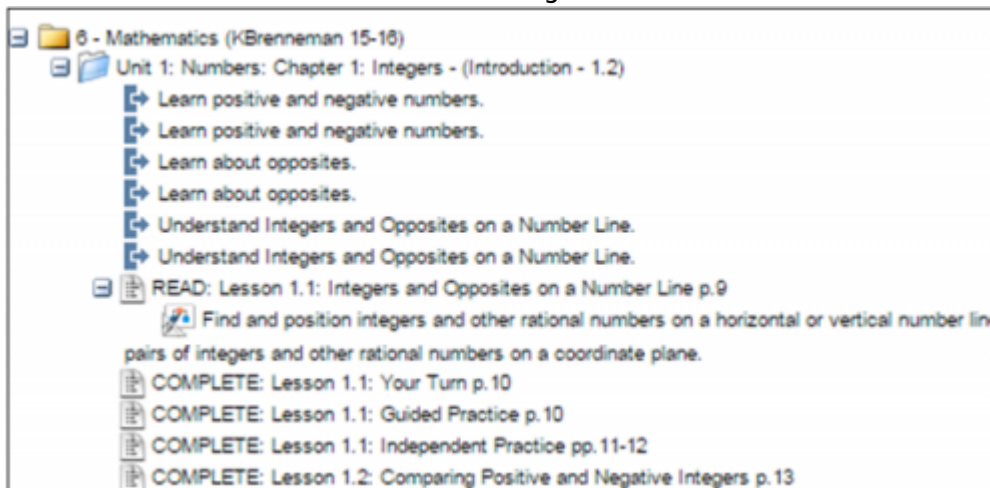 6 - Mathematics (KBrenneman 15-16)
Unit 1: Numbers: Chapter 1: Integers - (Introduction - 1.2)
Learn positive and negative numbers.
Learn positive and negative numbers.
Learn about opposites.
Learn about opposites.
Understand Integers and Opposites on a Number Line.
Understand Integers and Opposites on a Number Line.
READ: Lesson 1.1: Integers and Opposites on a Number Line p.9
Find and position integers and other rational numbers on a horizontal or vertical number lin
pairs of integers and other rational numbers on a coordinate plane.
COMPLETE: Lesson 1.1: Your Turn p.10
COMPLETE: Lesson 1.1: Guided Practice p.10
COMPLETE: Lesson 1.1: Independent Practice pp.11-12
COMPLETE: Lesson 1.2: Comparing Positive and Negative Integers p.13